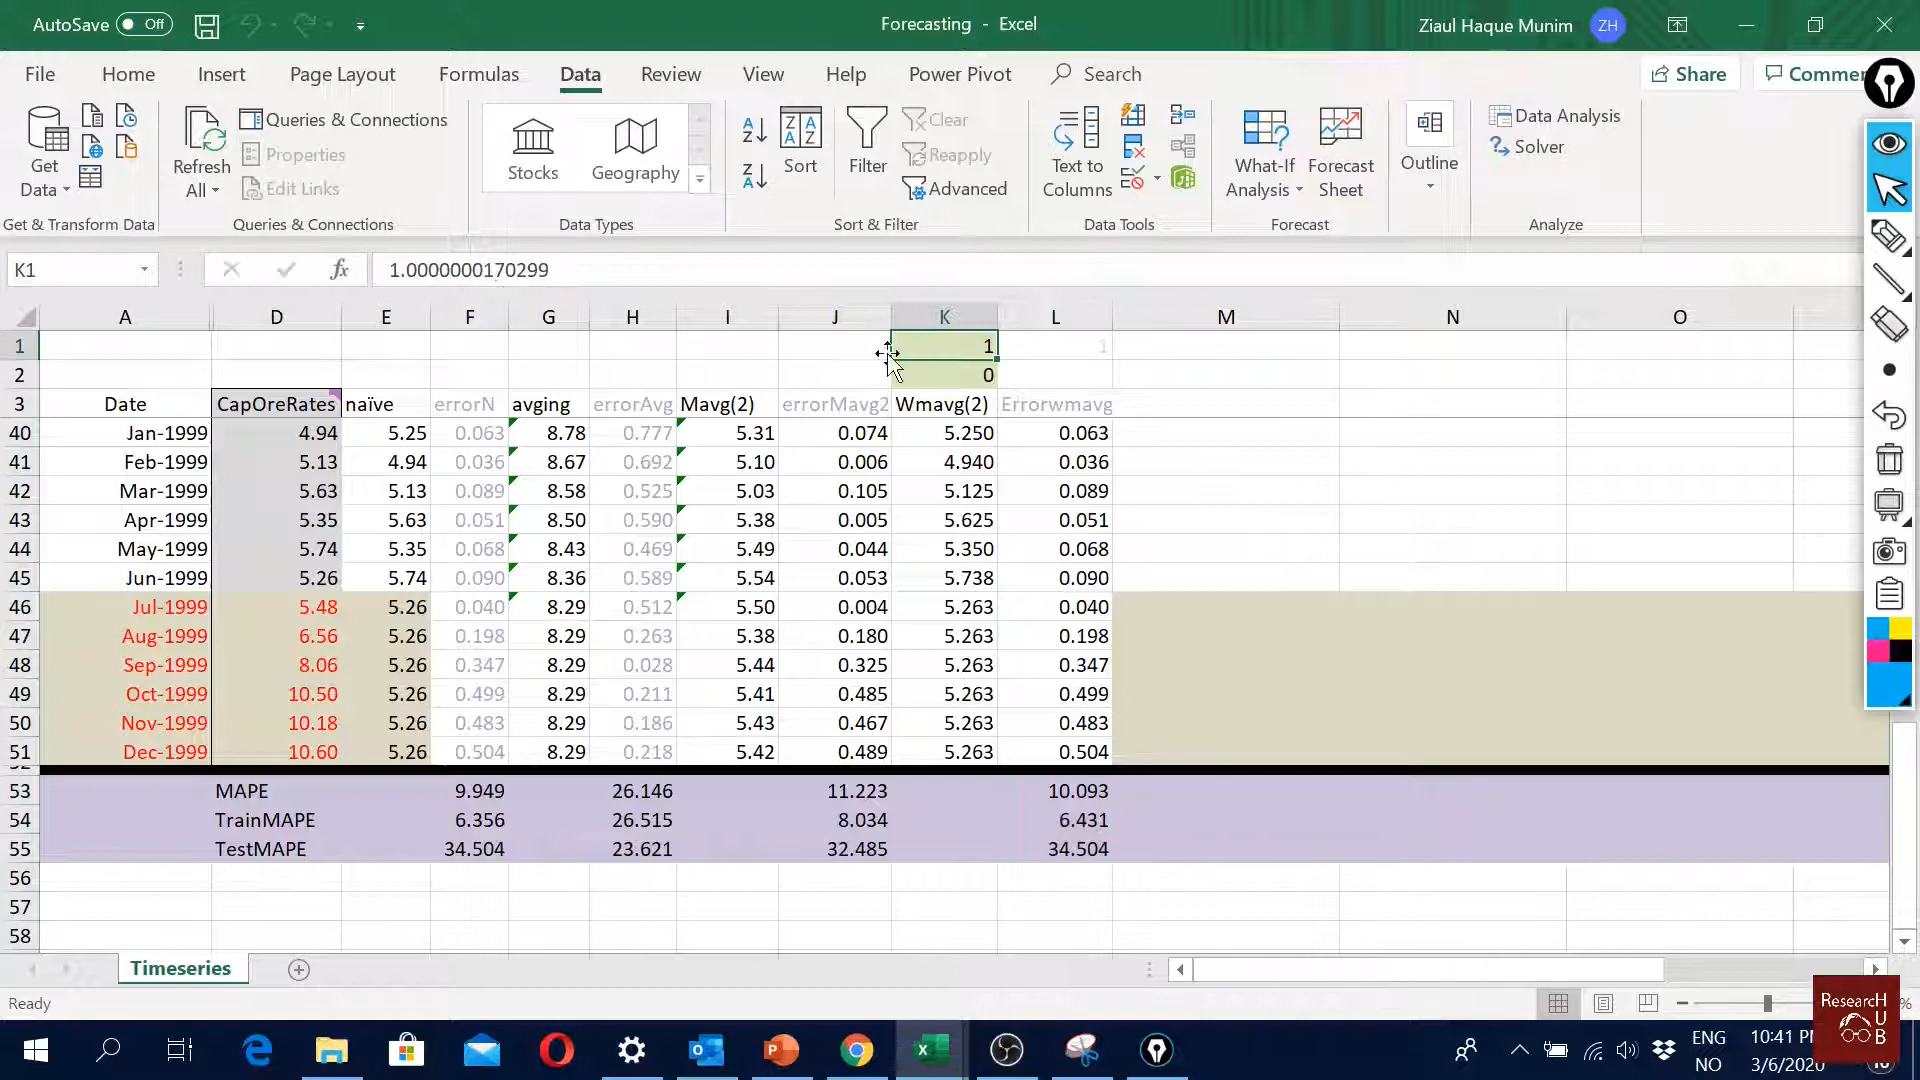 AutoSave Off
Forecasting - Excel
Ziaul Haque Munim ZH
File Home Insert Page Layout Formulas Data Review View Help Power Pivot Search Share
Get Data
Refresh All
Queries & Connections
Properties
Edit Links
Stocks
Geography
Sort
Filter
Clear
Reapply
Advanced
Text to Columns
What-If Analysis
Forecast Sheet
Outline
Data Analysis
Solver
Get & Transform Data Queries & Connections Data Types Sort & Filter Data Tools Forecast Analyze
K1 fx 1.0000000170299
A D E F G H I J K L M N O
1 1 1
2 0
3 Date CapOreRates naïve errorN avging errorAvg Mavg(2) errorMavg2 Wmavg(2) Errorwmavg
40 Jan-1999 4.94 5.25 0.063 8.78 0.777 5.31 0.074 5.250 0.063
41 Feb-1999 5.13 4.94 0.036 8.67 0.692 5.10 0.006 4.940 0.036
42 Mar-1999 5.63 5.13 0.089 8.58 0.525 5.03 0.105 5.125 0.089
43 Apr-1999 5.35 5.63 0.051 8.50 0.590 5.38 0.005 5.625 0.051
44 May-1999 5.74 5.35 0.068 8.43 0.469 5.49 0.044 5.350 0.068
45 Jun-1999 5.26 5.74 0.090 8.36 0.589 5.54 0.053 5.738 0.090
46 Jul-1999 5.48 5.26 0.040 8.29 0.512 5.50 0.004 5.263 0.040
47 Aug-1999 6.56 5.26 0.198 8.29 0.263 5.38 0.180 5.263 0.198
48 Sep-1999 8.06 5.26 0.347 8.29 0.028 5.44 0.325 5.263 0.347
49 Oct-1999 10.50 5.26 0.499 8.29 0.211 5.41 0.485 5.263 0.499
50 Nov-1999 10.18 5.26 0.483 8.29 0.186 5.43 0.467 5.263 0.483
51 Dec-1999 10.60 5.26 0.504 8.29 0.218 5.42 0.489 5.263 0.504
53 MAPE 9.949 26.146 11.223 10.093
54 TrainMAPE 6.356 26.515 8.034 6.431
55 TestMAPE 34.504 23.621 32.485 34.504
56
57
58
Timeseries
Ready
ResearcH
U
B
ENG
NO
10:41
3/6/2020